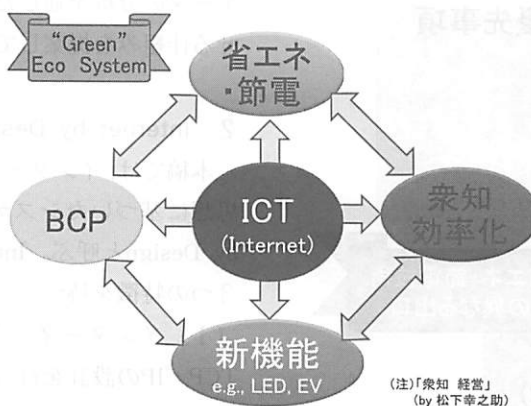 “Green”
Eco System
省エネ
・節電
BCP
ICT
(Internet)
衆知
効率化
新機能
e.g., LED, EV
(注)「衆知 経営」
(by 松下幸之助)